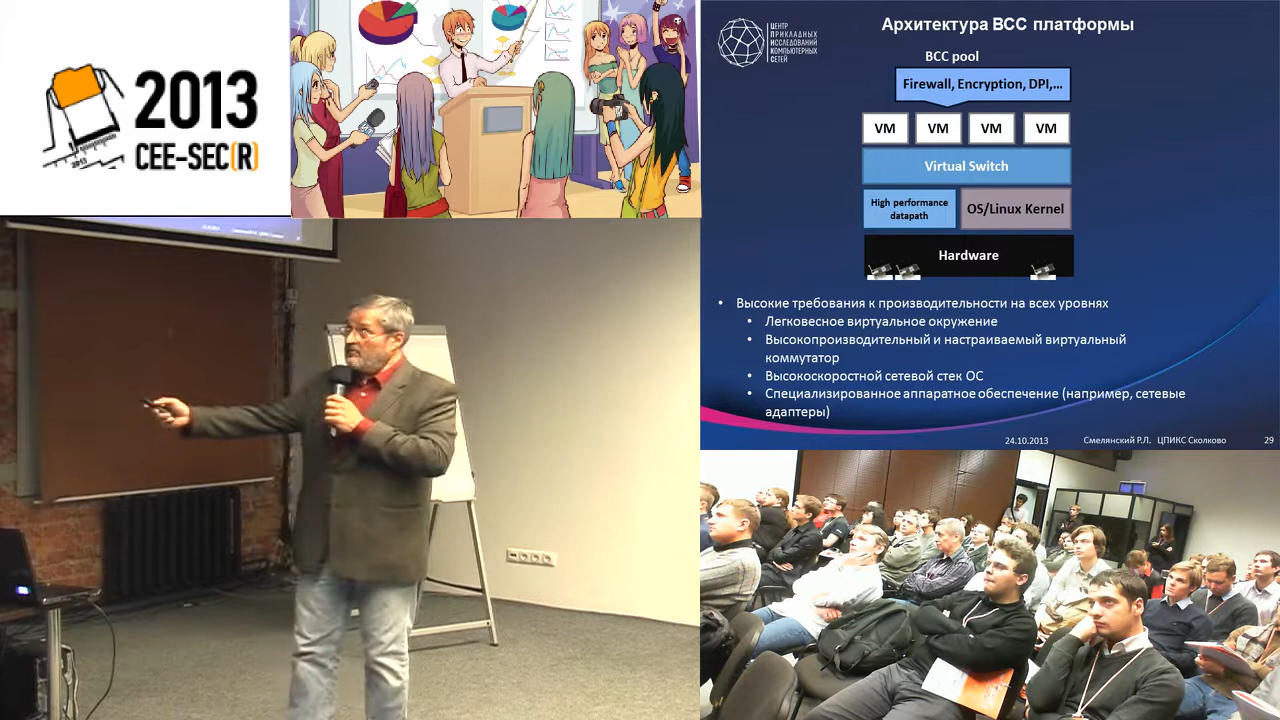 2013
CEE-SEC(R)
ЦЕНТР
ПРИКЛАДНЫХ
ИССЛЕДОВАНИЙ
КОМПЬЮТЕРНЫХ
СЕТЕЙ
Архитектура ВСС платформы
ВСС pool
Firewall, Encryption, DPI,...
VM VM VM VM
Virtual Switch
High performance
datapath
OS/Linux Kernel
Hardware
• Высокие требования к производительности на всех уровнях
• Легковесное виртуальное окружение
• Высокопроизводительный и настраиваемый виртуальный
коммутатор
• Высокоскоростной сетевой стек ОС
• Специализированное аппаратное обеспечение (например, сетевые
адаптеры)
24.10.2013 Смелянский Р.Л. ЦПИКС Сколково 29